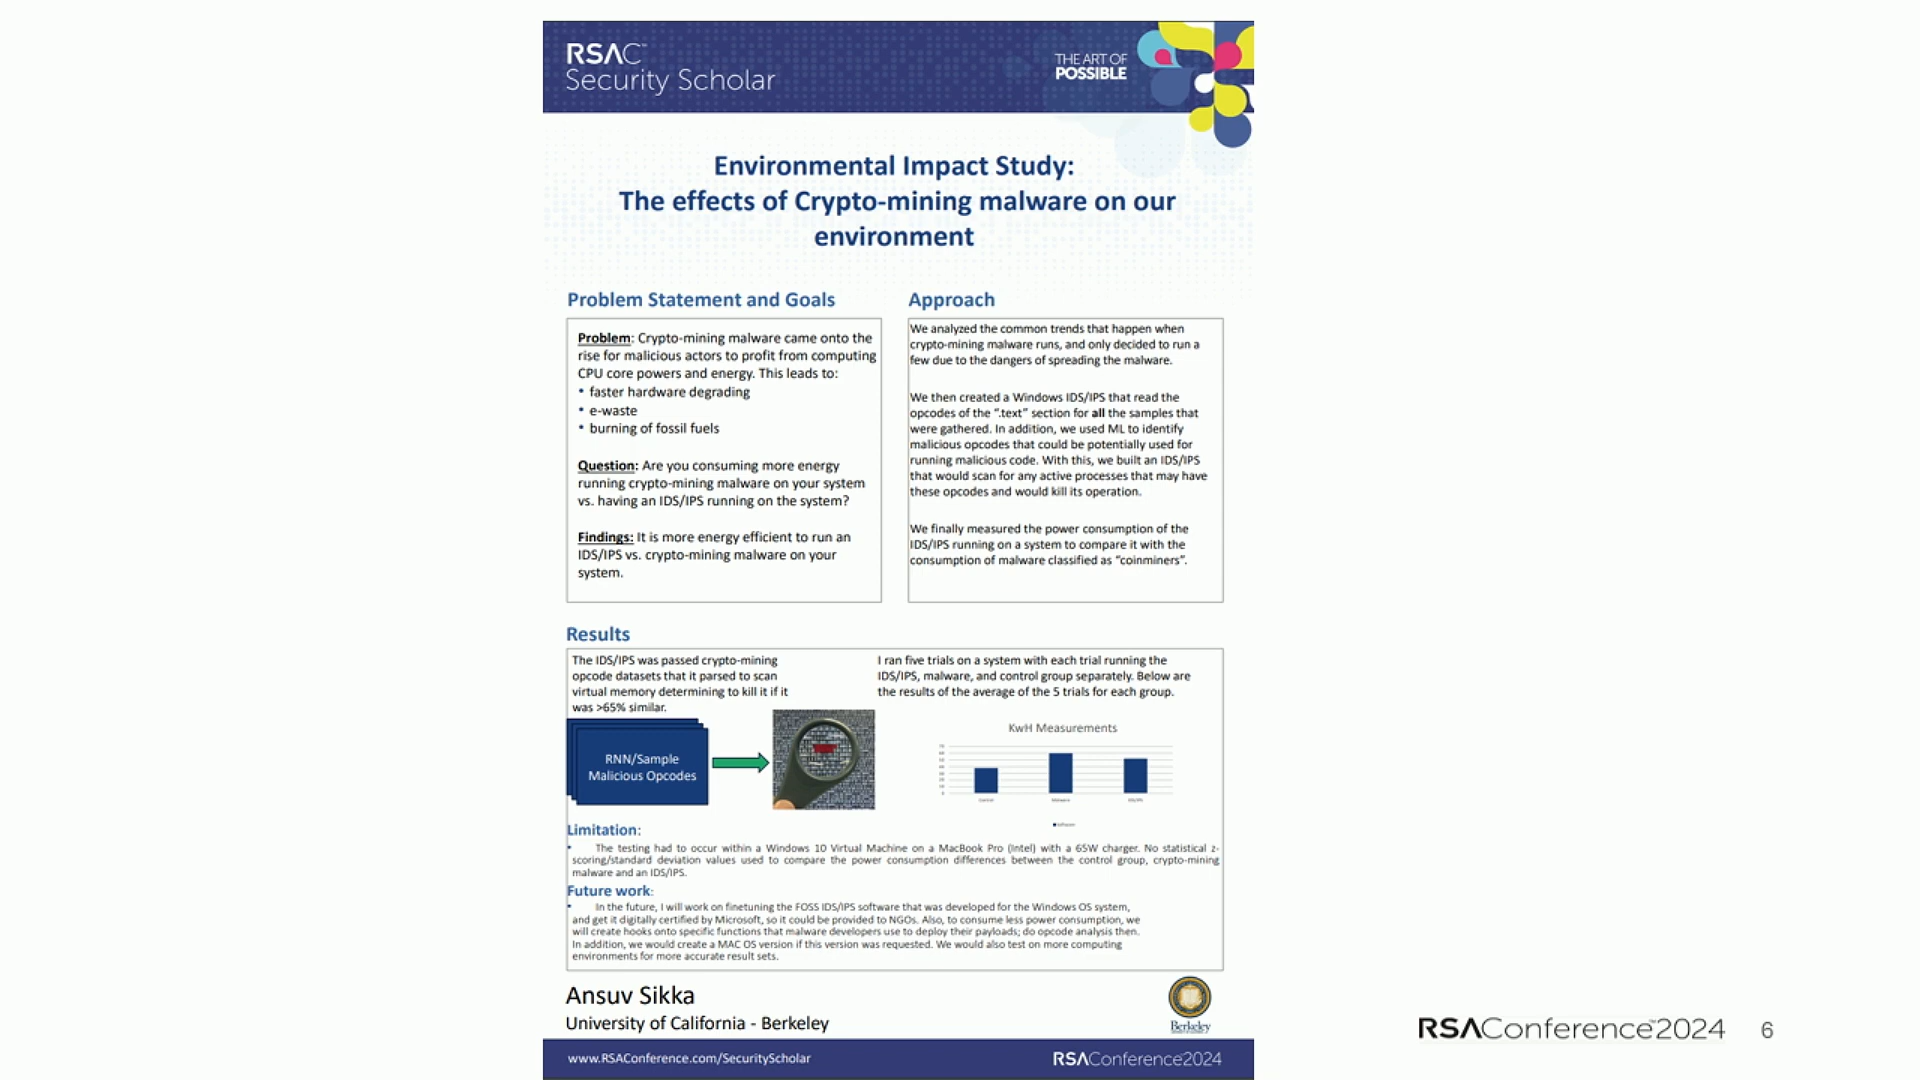 RSAC™
Security Scholar
THE ART OF
POSSIBLE
Environmental Impact Study:
The effects of Crypto-mining malware on our
environment
Problem Statement and Goals
Problem: Crypto-mining malware came onto the
rise for malicious actors to profit from computing
CPU core powers and energy. This leads to:
• faster hardware degrading
• e-waste
• burning of fossil fuels
Question: Are you consuming more energy
running crypto-mining malware on your system
vs. having an IDS/IPS running on the system?
Findings: It is more energy efficient to run an
IDS/IPS vs. crypto-mining malware on your
system.
Approach
We analyzed the common trends that happen when
crypto-mining malware runs, and only decided to run a
few due to the dangers of spreading the malware.
We then created a Windows IDS/IPS that read the
opcodes of the “.text” section for all the samples that
were gathered. In addition, we used ML to identify
malicious opcodes that could be potentially used for
running malicious code. With this, we built an IDS/IPS
that would scan for any active processes that may have
these opcodes and would kill its operation.
We finally measured the power consumption of the
IDS/IPS running on a system to compare it with the
consumption of malware classified as “coinminers”.
Results
The IDS/IPS was passed crypto-mining
opcode datasets that it parsed to scan
virtual memory determining to kill it if it
was >65% similar.
RNN/Sample
Malicious Opcodes
I ran five trials on a system with each trial running the
IDS/IPS, malware, and control group separately. Below are
the results of the average of the 5 trials for each group.
KwH Measurements
70
60
50
40
30
20
10
0
Control Malware IDS/IPS
Limitation:
• The testing had to occur within a Windows 10 Virtual Machine on a MacBook Pro (Intel) with a 65W charger. No statistical z-
scoring/standard deviation values used to compare the power consumption differences between the control group, crypto-mining
malware and an IDS/IPS.
Future work:
• In the future, I will work on finetuning the FOSS IDS/IPS software that was developed for the Windows OS system,
and get it digitally certified by Microsoft, so it could be provided to NGOs. Also, to consume less power consumption, we
will create hooks onto specific functions that malware developers use to deploy their payloads; do opcode analysis then.
In addition, we would create a MAC OS version if this version was requested. We would also test on more computing
environments for more accurate result sets.
Ansuv Sikka
University of California - Berkeley
Berkeley
www.RSAConference.com/SecurityScholar
RSAConference2024
RSAConference™2024
6